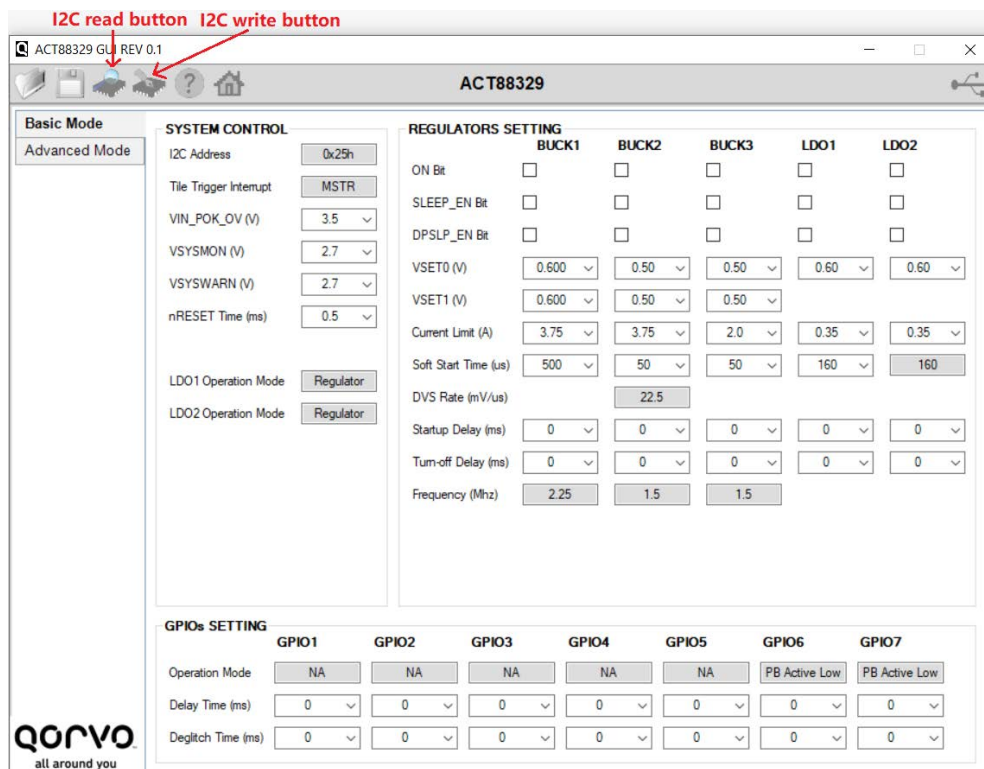 I2C read button I2C write button
ACT88329 GUI REV 0.1
ACT88329
Basic Mode
Advanced Mode
SYSTEM CONTROL
I2C Address 0x25h
Tile Trigger Interrupt MSTR
VIN_POK_OV (V) 3.5
VSYSMON (V) 2.7
VSYSWARN (V) 2.7
nRESET Time (ms) 0.5
LDO1 Operation Mode Regulator
LDO2 Operation Mode Regulator
REGULATORS SETTING
BUCK1 BUCK2 BUCK3 LDO1 LDO2
ON Bit
SLEEP_EN Bit
DPSLP_EN Bit
VSET0 (V) 0.600 0.50 0.50 0.60 0.60
VSET1 (V) 0.600 0.50 0.50
Current Limit (A) 3.75 3.75 2.0 0.35 0.35
Soft Start Time (us) 500 50 50 160 160
DVS Rate (mV/us) 22.5
Startup Delay (ms) 0 0 0 0 0
Turn-off Delay (ms) 0 0 0 0 0
Frequency (Mhz) 2.25 1.5 1.5
GPIOs SETTING
GPIO1 GPIO2 GPIO3 GPIO4 GPIO5 GPIO6 GPIO7
Operation Mode NA NA NA NA NA PB Active Low PB Active Low
Delay Time (ms) 0 0 0 0 0 0 0
Deglitch Time (ms) 0 0 0 0 0 0 0
QORVO
all around you